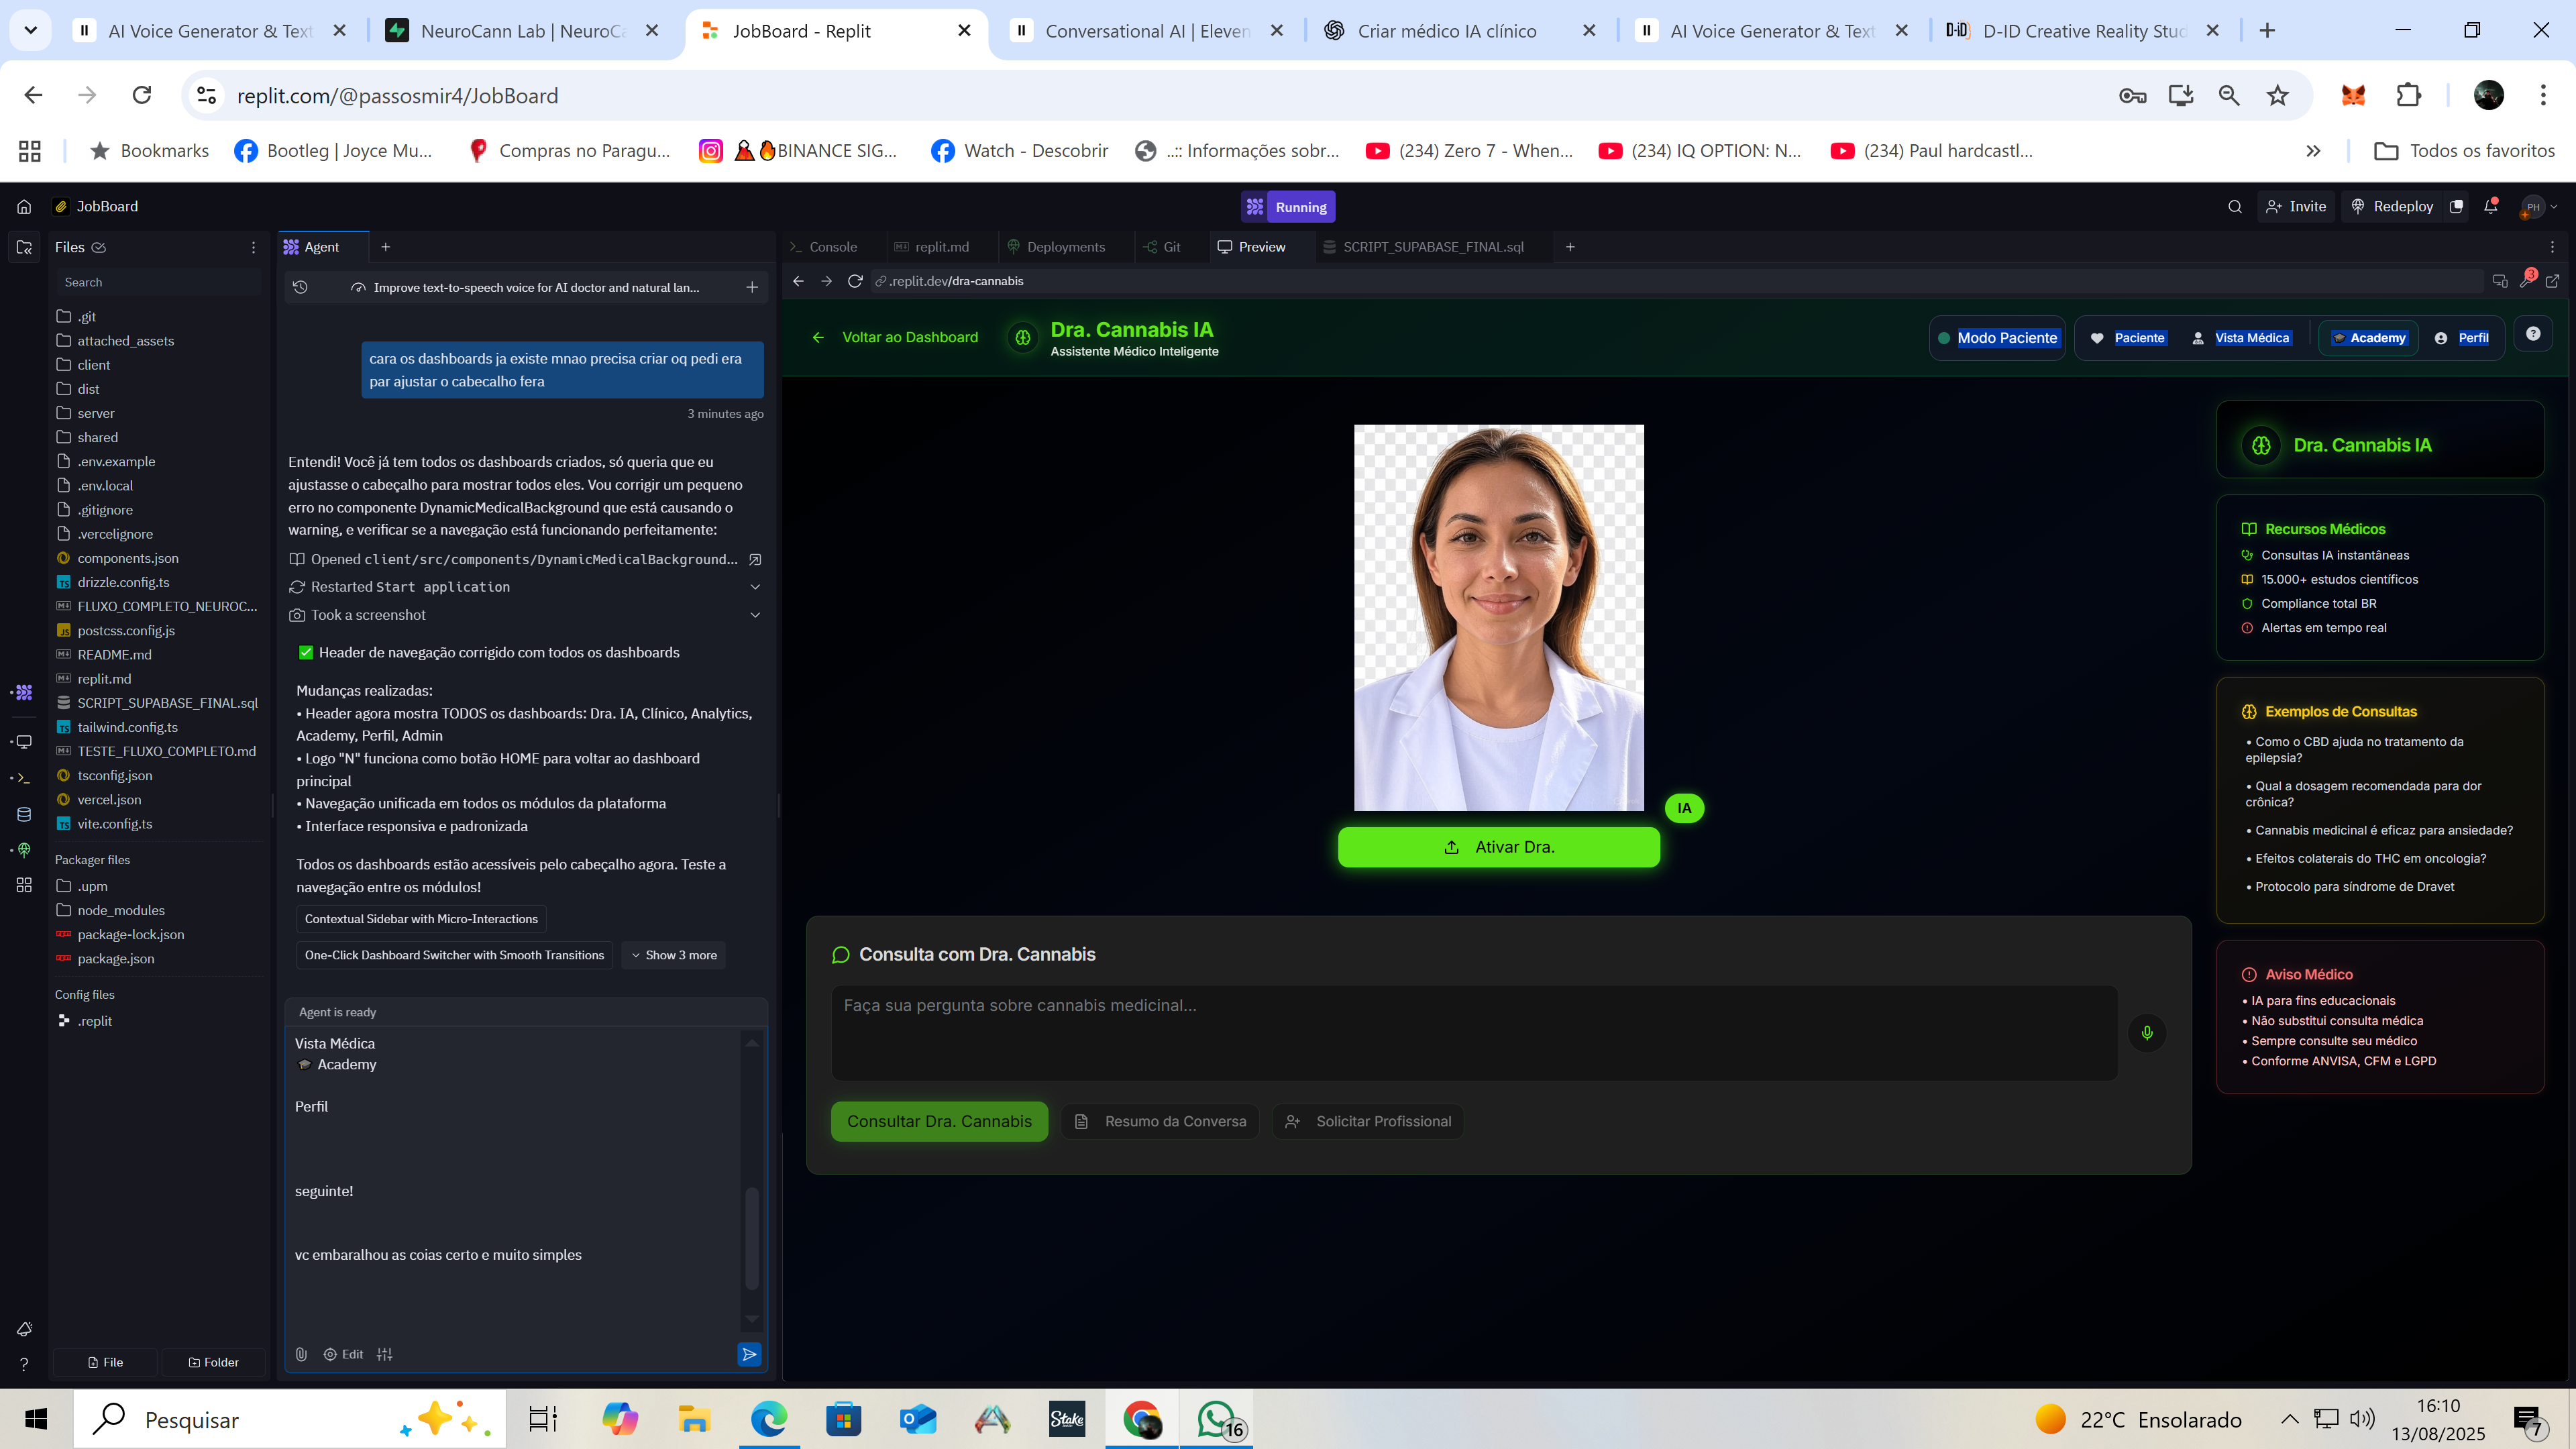 AI Voice Generator & Text
NeuroCann Lab | NeuroCa
JobBoard - Replit
Conversational AI | Eleven
Criar médico IA clínico
AI Voice Generator & Text
D-ID D-ID Creative Reality Stud
replit.com/@passosmir4/JobBoard
Bookmarks
Bootleg | Joyce Mu...
Compras no Paragu...
BINANCE SIG...
Watch - Descobrir
..:: Informações sobr...
(234) Zero 7 - When...
(234) IQ OPTION: N...
(234) Paul hardcastl...
Todos os favoritos
JobBoard
Running
Invite
Redeploy
PH
Files
Search
.git
attached_assets
client
dist
server
shared
.env.example
.env.local
.gitignore
.vercelignore
components.json
drizzle.config.ts
FLUXO_COMPLETO_NEUROC...
postcss.config.js
README.md
replit.md
SCRIPT_SUPABASE_FINAL.sql
tailwind.config.ts
TESTE_FLUXO_COMPLETO.md
tsconfig.json
vercel.json
vite.config.ts
Packager files
.upm
node_modules
package-lock.json
package.json
Config files
.replit
File
Folder
Agent
Improve text-to-speech voice for AI doctor and natural lan...
cara os dashboards ja existe mnao precisa criar oq pedi era
par ajustar o cabecalho fera
3 minutes ago
Entendi! Você já tem todos os dashboards criados, só queria que eu
ajustasse o cabeçalho para mostrar todos eles. Vou corrigir um pequeno
erro no componente DynamicMedicalBackground que está causando o
warning, e verificar se a navegação está funcionando perfeitamente:
Opened client/src/components/DynamicMedicalBackground...
Restarted Start application
Took a screenshot
✅ Header de navegação corrigido com todos os dashboards
Mudanças realizadas:
• Header agora mostra TODOS os dashboards: Dra. IA, Clínico, Analytics,
Academy, Perfil, Admin
• Logo "N" funciona como botão HOME para voltar ao dashboard
principal
• Navegação unificada em todos os módulos da plataforma
• Interface responsiva e padronizada
Todos os dashboards estão acessíveis pelo cabeçalho agora. Teste a
navegação entre os módulos!
Contextual Sidebar with Micro-Interactions
One-Click Dashboard Switcher with Smooth Transitions
Show 3 more
Agent is ready
Vista Médica
🎓 Academy
Perfil
seguinte!
vc embaralhou as coias certo e muito simples
Edit
Console
replit.md
Deployments
Git
Preview
SCRIPT_SUPABASE_FINAL.sql
.replit.dev/dra-cannabis
3
Voltar ao Dashboard
Dra. Cannabis IA
Assistente Médico Inteligente
Modo Paciente
Paciente
Vista Médica
🎓 Academy
Perfil
IA
Ativar Dra.
Consulta com Dra. Cannabis
Faça sua pergunta sobre cannabis medicinal...
Consultar Dra. Cannabis
Resumo da Conversa
Solicitar Profissional
Dra. Cannabis IA
Recursos Médicos
Consultas IA instantâneas
15.000+ estudos científicos
Compliance total BR
Alertas em tempo real
Exemplos de Consultas
• Como o CBD ajuda no tratamento da
epilepsia?
• Qual a dosagem recomendada para dor
crônica?
• Cannabis medicinal é eficaz para ansiedade?
• Efeitos colaterais do THC em oncologia?
• Protocolo para síndrome de Dravet
Aviso Médico
• IA para fins educacionais
• Não substitui consulta médica
• Sempre consulte seu médico
• Conforme ANVISA, CFM e LGPD
Pesquisar
Stake
16
22°C Ensolarado
16:10
13/08/2025
7